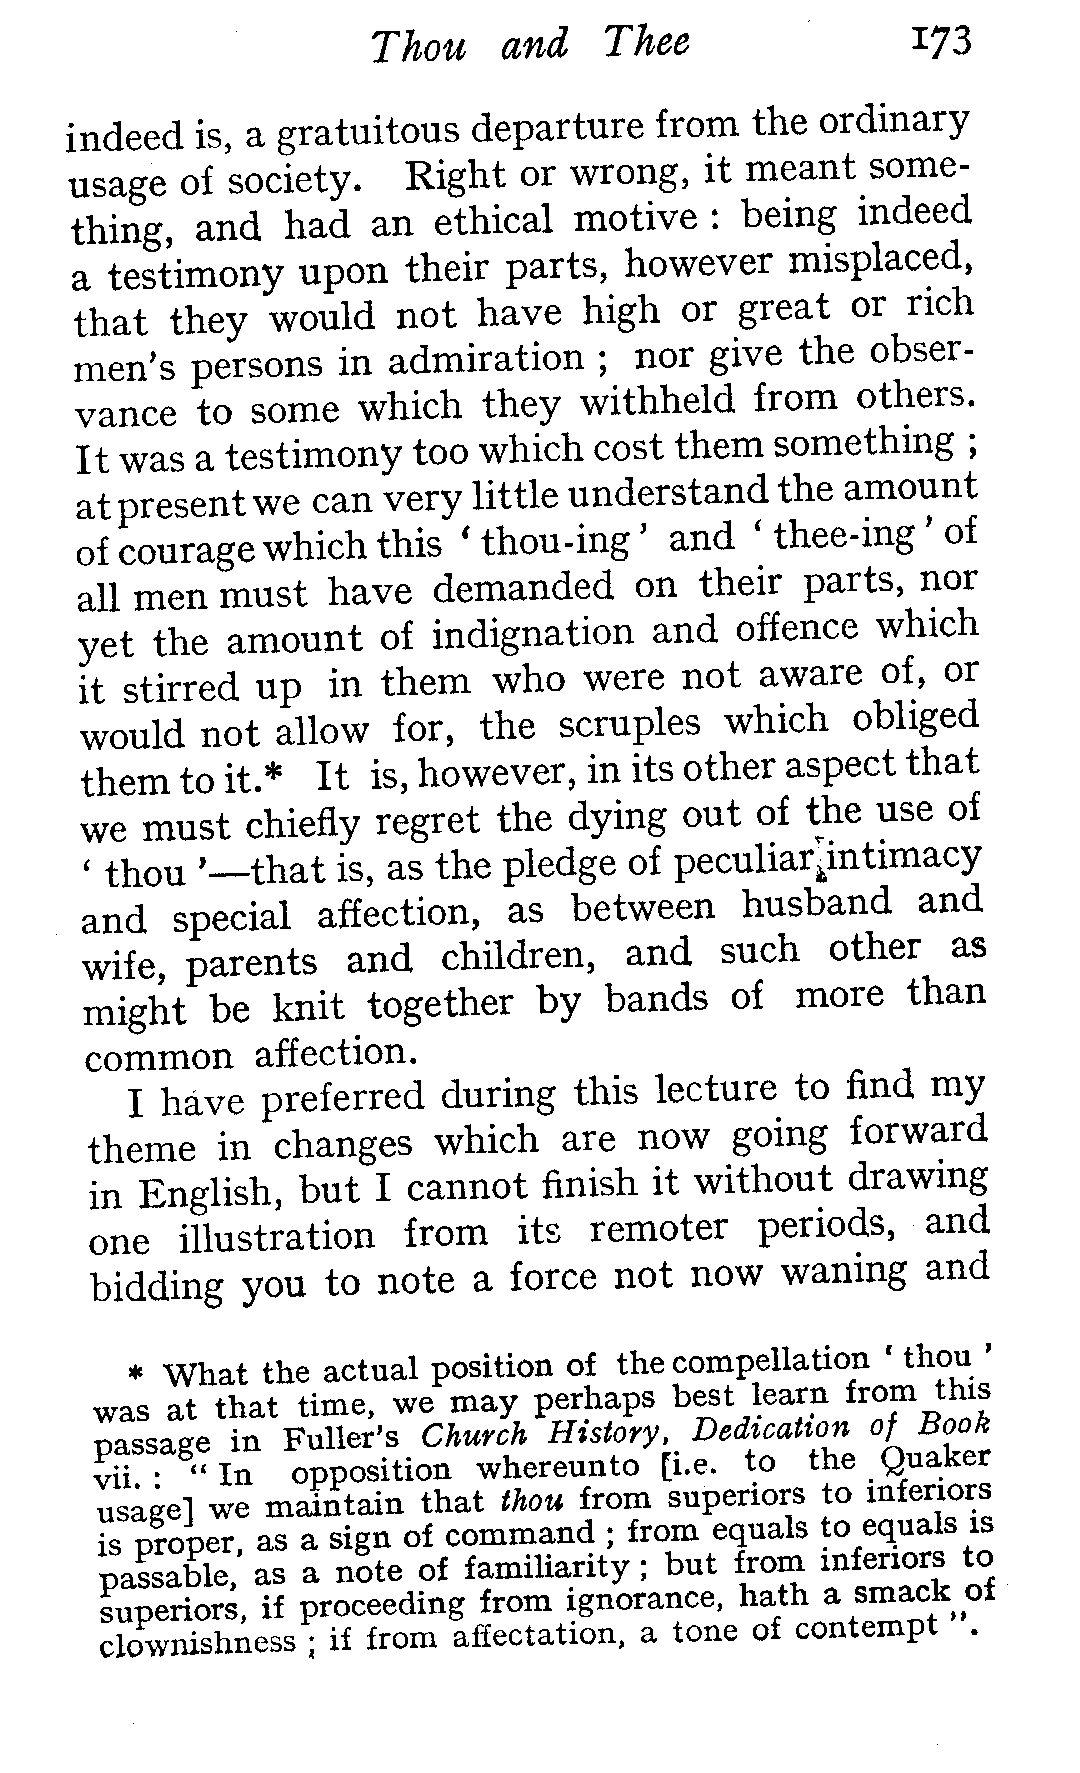 Thou and Thee 173
indeed is, a gratuitous departure from the ordinary
usage of society. Right or wrong, it meant some-
thing, and had an ethical motive : being indeed
a testimony upon their parts, however misplaced,
that they would not have high or great or rich
men's persons in admiration ; nor give the obser-
vance to some which they withheld from others.
It was a testimony too which cost them something ;
at present we can very little understand the amount
of courage which this ‘ thou-ing ’ and ‘ thee-ing ’ of
all men must have demanded on their parts, nor
yet the amount of indignation and offence which
it stirred up in them who were not aware of, or
would not allow for, the scruples which obliged
them to it.* It is, however, in its other aspect that
we must chiefly regret the dying out of the use of
‘ thou ’—that is, as the pledge of peculiar intimacy
and special affection, as between husband and
wife, parents and children, and such other as
might be knit together by bands of more than
common affection.
I have preferred during this lecture to find my
theme in changes which are now going forward
in English, but I cannot finish it without drawing
one illustration from its remoter periods, and
bidding you to note a force not now waning and
* What the actual position of the compellation ‘ thou ’
was at that time, we may perhaps best learn from this
passage in Fuller's Church History, Dedication of Book
vii. : “ In opposition whereunto [i.e. to the Quaker
usage] we maintain that thou from superiors to inferiors
is proper, as a sign of command ; from equals to equals is
passable, as a note of familiarity ; but from inferiors to
superiors, if proceeding from ignorance, hath a smack of
clownishness ; if from affectation, a tone of contempt ”.